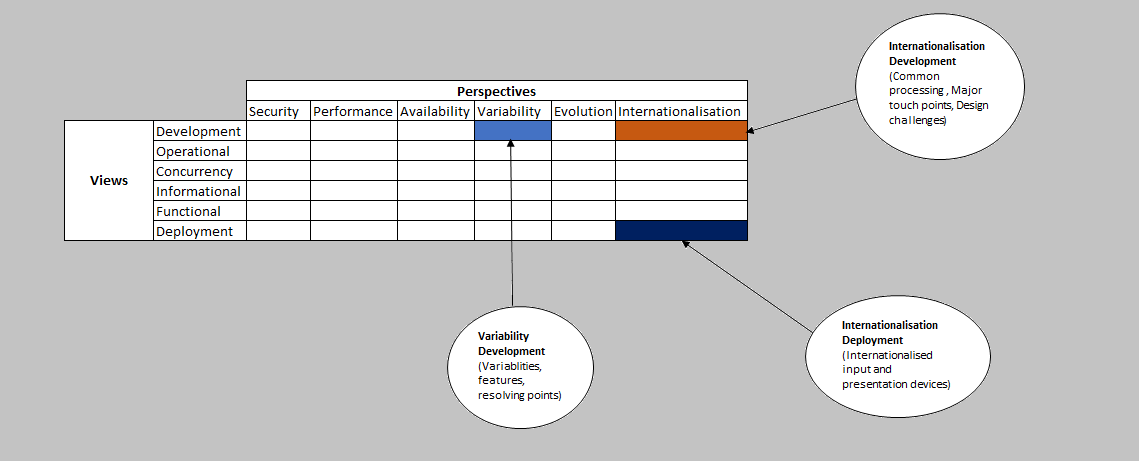 Internationalisation
Development
(Common
processing , Major
touch points, Design
challenges)
Perspectives
Security Performance Availability Variability Evolution Internationalisation
Views
Development
Operational
Concurrency
Informational
Functional
Deployment
Variability
Development
(Variablities,
features,
resolving points)
Internationalisation
Deployment
(Internationalised
input and
presentation devices)